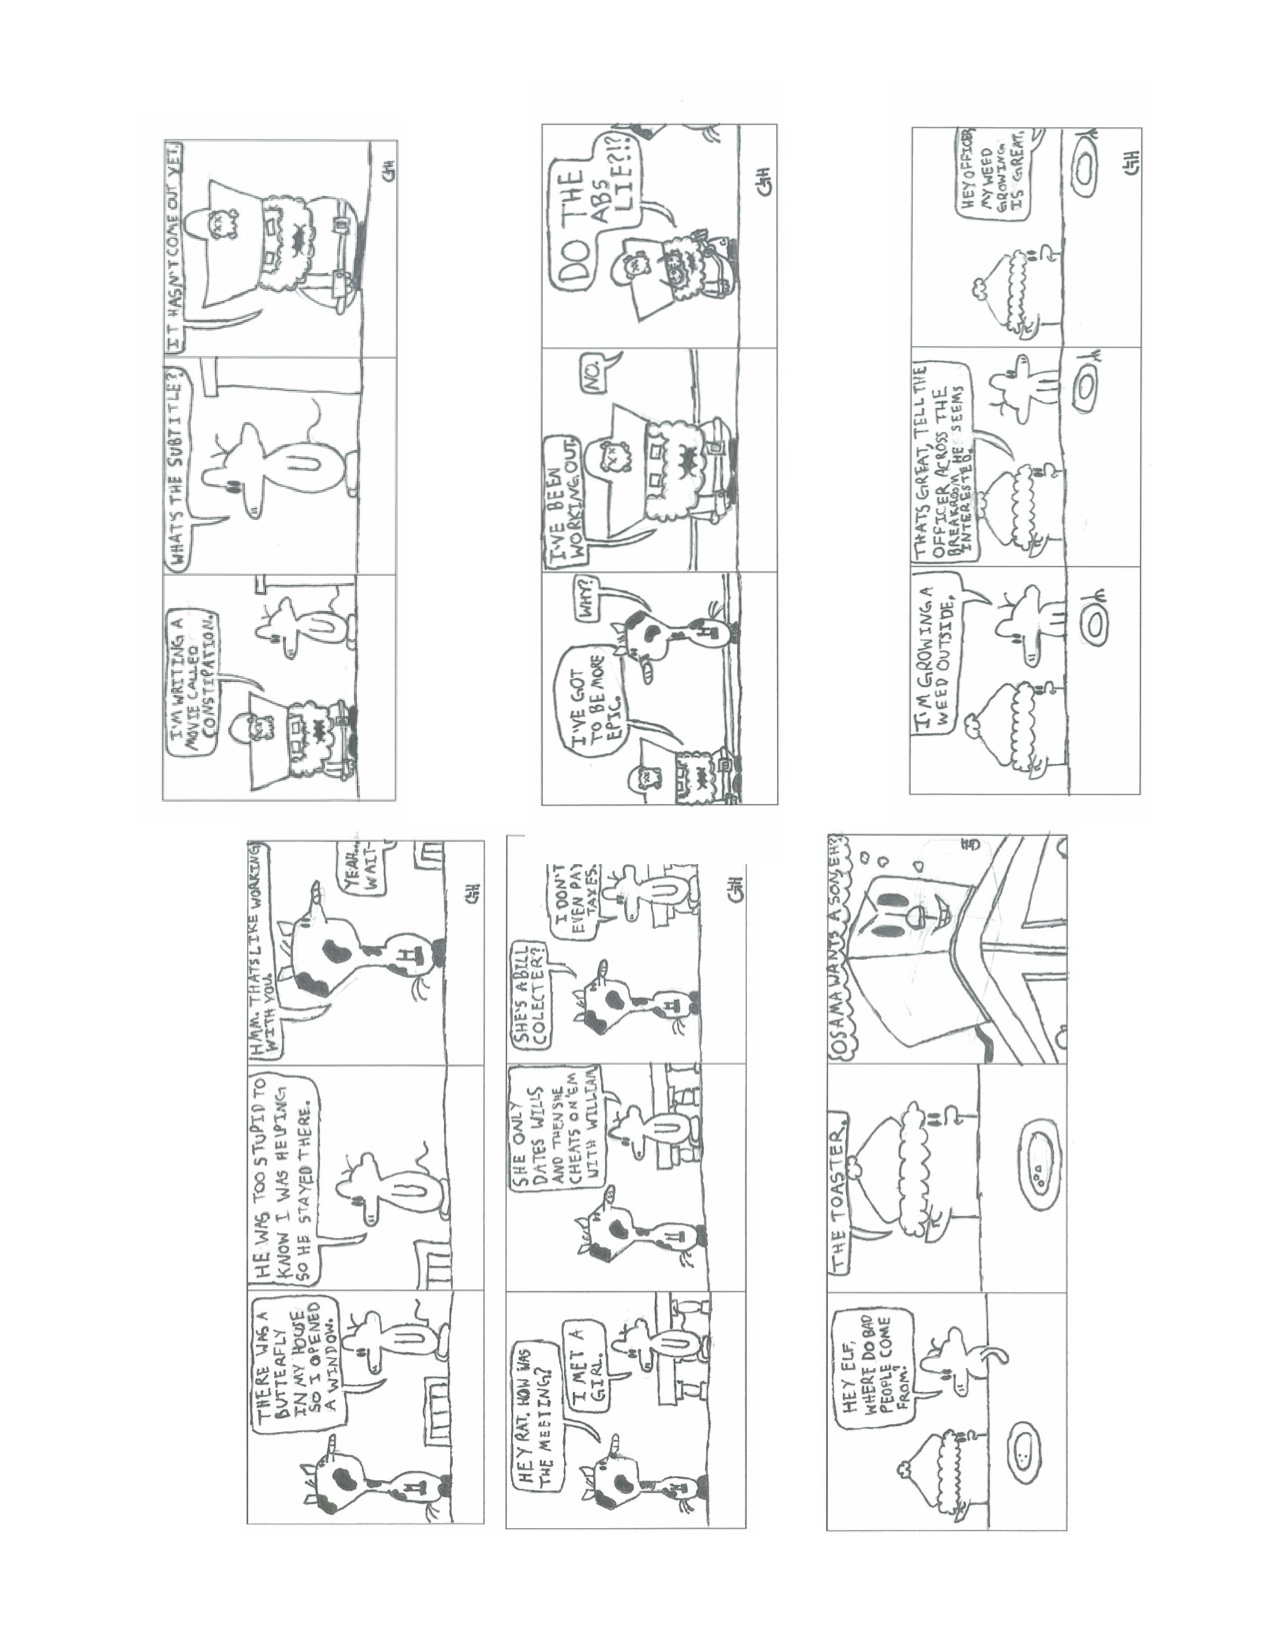 THERE WAS A
BUTTERFLY
IN MY HOUSE
SO I OPENED
A WINDOW.
HE WAS TOO STUPID TO
KNOW I WAS HELPING
SO HE STAYED THERE.
HMM. THATS LIKE WORKING
WITH YOU.
YEAH...
WAIT-
I'M WRITING A
MOVIE CALLED
CONSTIPATION.
WHAT'S THE SUBTITLE?
IT HASN'T COME OUT YET.
HEY RAT, HOW WAS
THE MEETING?
I MET A
GIRL.
SHE ONLY
DATES WILLS
AND THEN SHE
CHEATS ON 'EM
WITH WILLIAM
SHE'S A BILL
COLECTER?
I DON'T
EVEN PAY
TAXES.
I'VE GOT
TO BE MORE
EPIC.
WHY?
I'VE BEEN
WORKING OUT.
NO.
DO THE
ABS
LIE?!?
HEY ELF,
WHERE DO BAD
PEOPLE COME
FROM?
THE TOASTER.
OSAMA WANTS A SON, EH?
I'M GROWING A
WEED OUTSIDE.
THATS GREAT, TELL THE
OFFICER ACROSS THE
BREAKROOM, HE SEEMS
INTERESTED.
HEY OFFICER,
MY WEED
GROWING
IS GREAT.